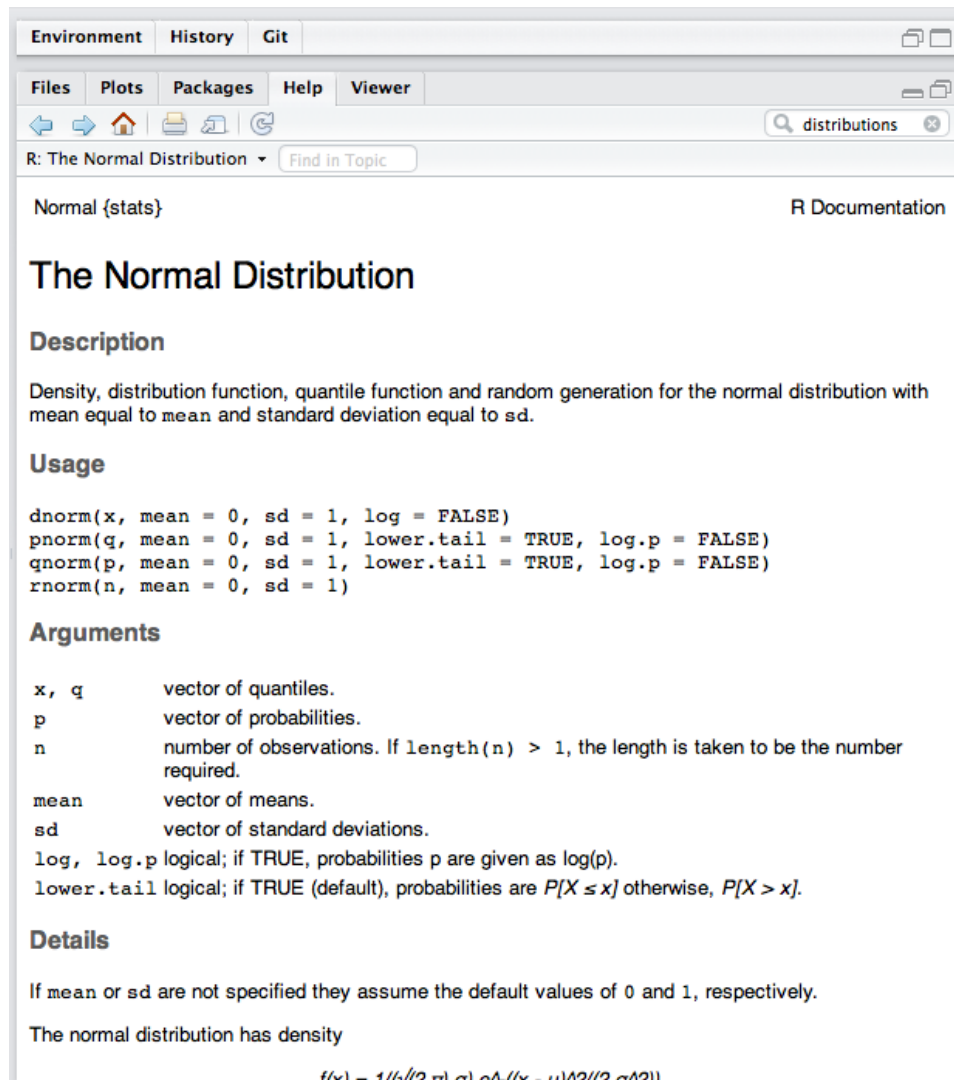 Environment History Git
Files Plots Packages Help Viewer
distributions
R: The Normal Distribution Find in Topic
Normal {stats} R Documentation
The Normal Distribution
Description
Density, distribution function, quantile function and random generation for the normal distribution with
mean equal to mean and standard deviation equal to sd.
Usage
dnorm(x, mean = 0, sd = 1, log = FALSE)
pnorm(q, mean = 0, sd = 1, lower.tail = TRUE, log.p = FALSE)
qnorm(p, mean = 0, sd = 1, lower.tail = TRUE, log.p = FALSE)
rnorm(n, mean = 0, sd = 1)
Arguments
x, q vector of quantiles.
p vector of probabilities.
n number of observations. If length(n) > 1, the length is taken to be the number
required.
mean vector of means.
sd vector of standard deviations.
log, log.p logical; if TRUE, probabilities p are given as log(p).
lower.tail logical; if TRUE (default), probabilities are P[X ≤ x] otherwise, P[X > x].
Details
If mean or sd are not specified they assume the default values of 0 and 1, respectively.
The normal distribution has density